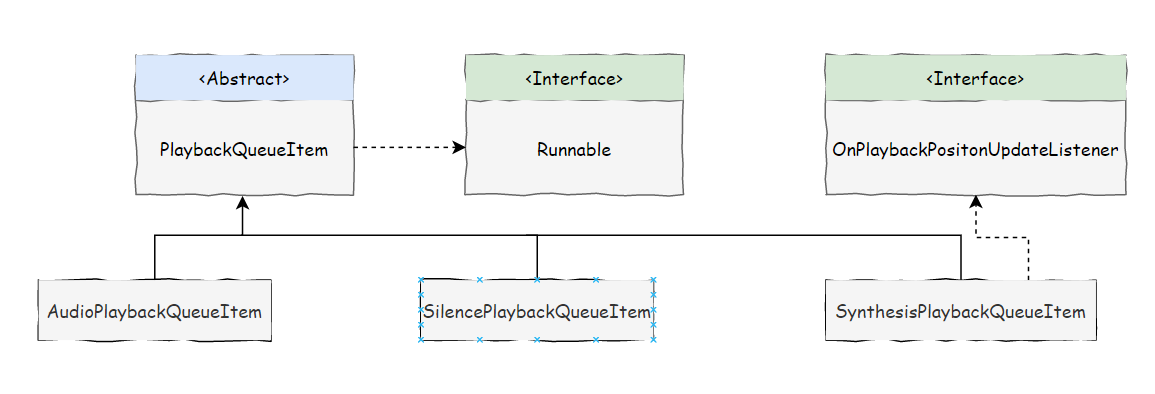 <Abstract>
<Interface>
<Interface>
PlaybackQueueItem
Runnable
OnPlaybackPositonUpdateListener
AudioPlaybackQueueItem
SilencePlaybackQueueItem
SynthesisPlaybackQueueItem